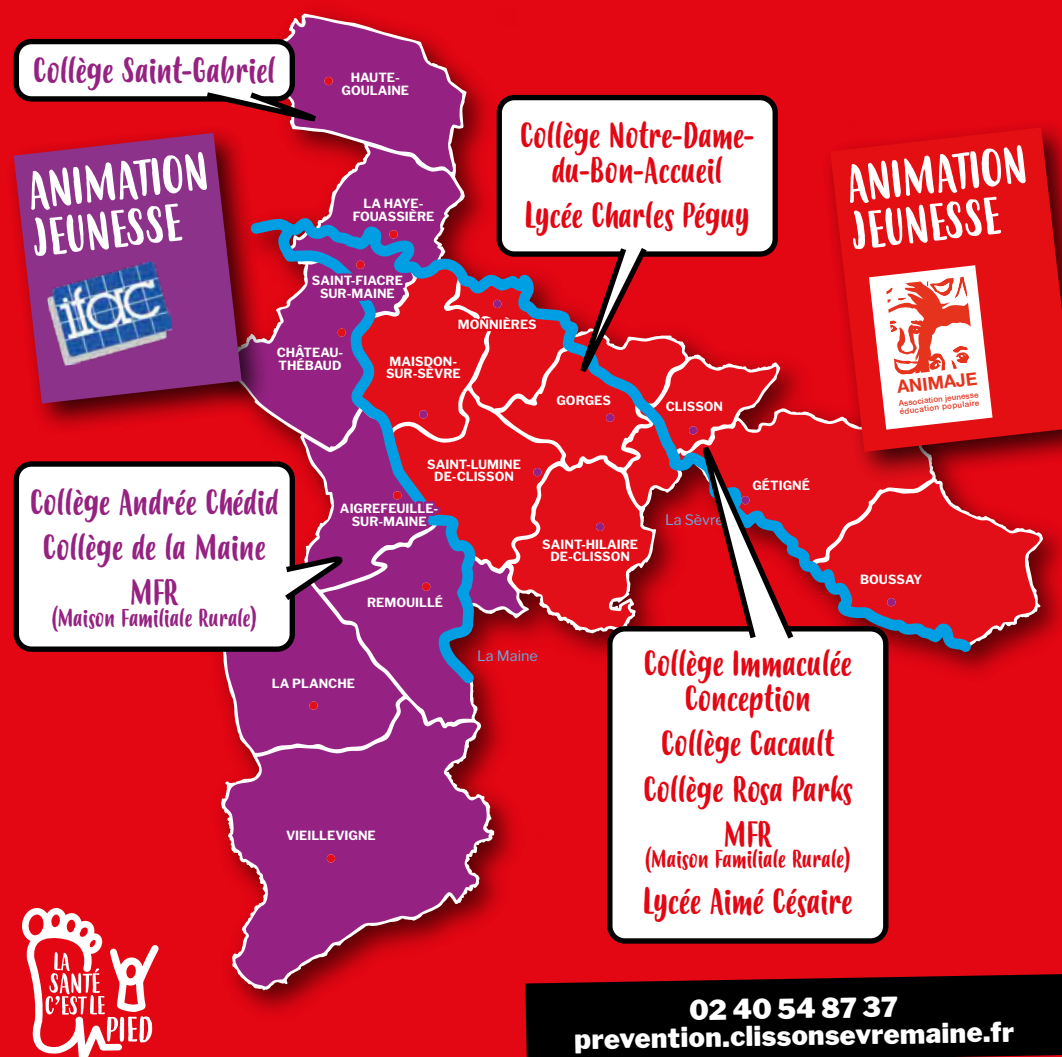 Collège Saint-Gabriel
HAUTE-
GOULAINE
ANIMATION
JEUNESSE
ifac
Collège Notre-Dame-
du-Bon-Accueil
Lycée Charles Péguy
ANIMATION
JEUNESSE
ANIMAJE
Association jeunesse
éducation populaire
LA HAYE-
FOUASSIÈRE
SAINT-FIACRE
SUR-MAINE
MONNIÈRES
CHÂTEAU-
THÉBAUD
MAISDON-
SUR-SÈVRE
GORGES
CLISSON
SAINT-LUMINE
DE-CLISSON
GÉTIGNÉ
AIGREFEUILLE-
SUR-MAINE
La Sèvre
SAINT-HILAIRE
DE-CLISSON
BOUSSAY
Collège Andrée Chédid
Collège de la Maine
MFR
(Maison Familiale Rurale)
REMOUILLÉ
La Maine
LA PLANCHE
VIEILLEVIGNE
Collège Immaculée
Conception
Collège Cacault
Collège Rosa Parks
MFR
(Maison Familiale Rurale)
Lycée Aimé Césaire
LA
SANTÉ
C'EST LE
PIED
02 40 54 87 37
prevention.clissonsevremaine.fr